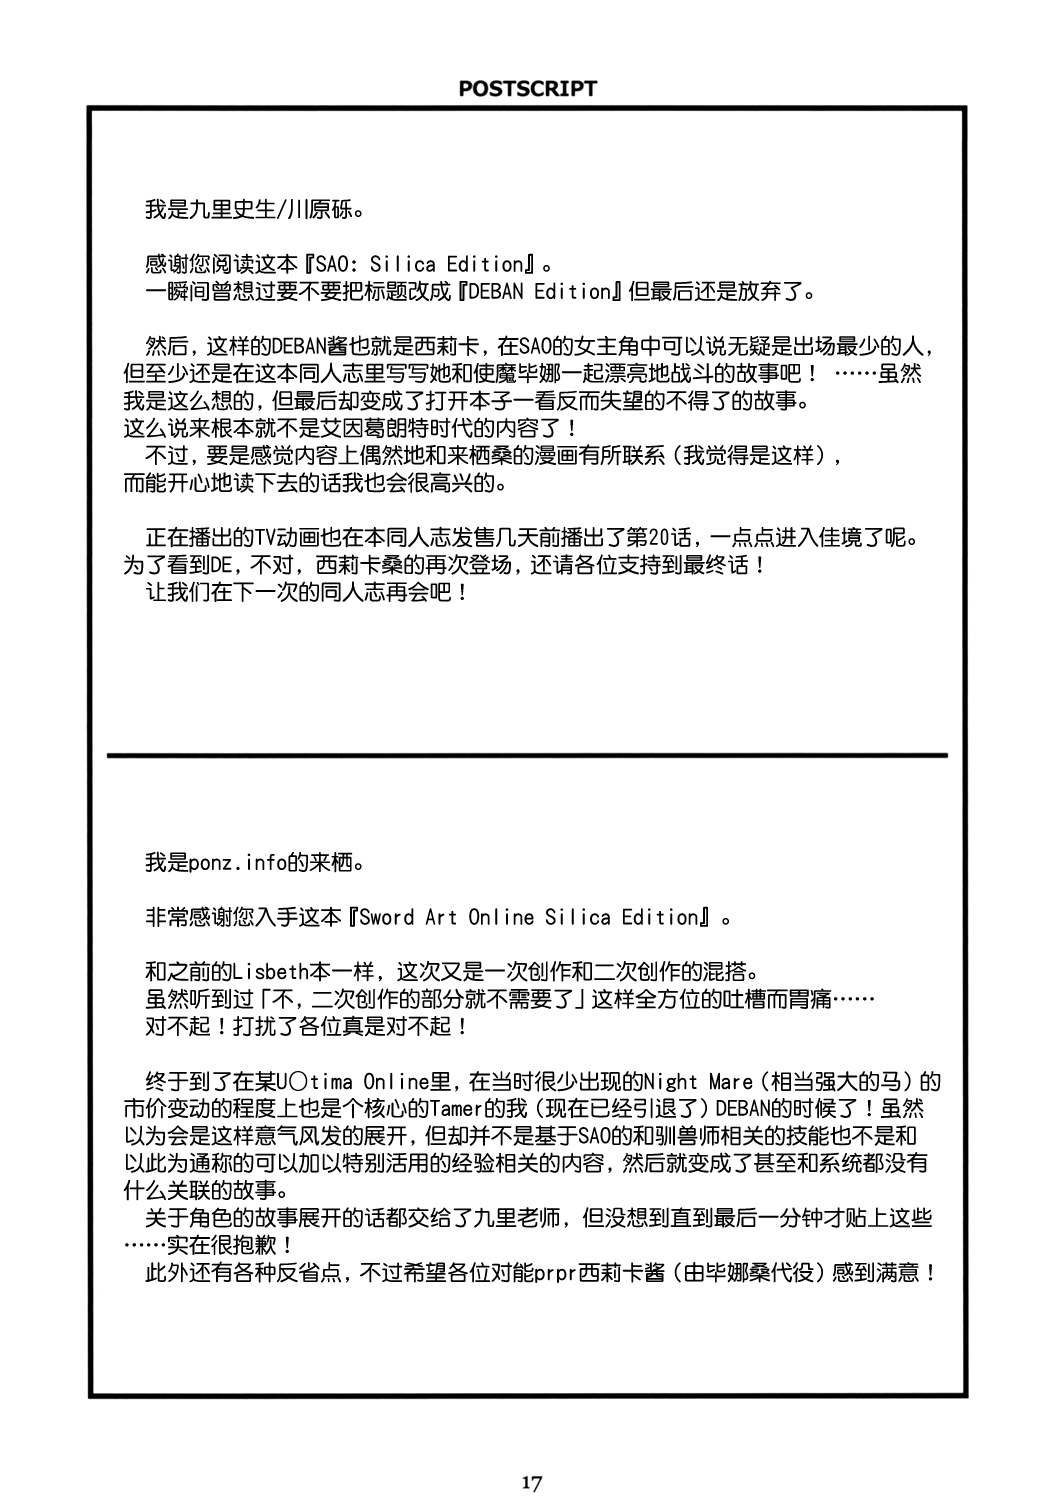 POSTSCRIPT
我是九里史生/川原砾。
感谢您阅读这本『SAO: Silica Edition』。
一瞬间曾想过要不要把标题改成『DEBAN Edition』但最后还是放弃了。
然后，这样的DEBAN酱也就是西莉卡，在SAO的女主角中可以说无疑是出场最少的人，
但至少还是在这本同人志里写写她和使魔毕娜一起漂亮地战斗的故事吧！ ……虽然
我是这么想的，但最后却变成了打开本子一看反而失望的不得了的故事。
这么说来根本就不是艾因葛朗特时代的内容了！
不过，要是感觉内容上偶然地和来栖桑的漫画有所联系（我觉得是这样），
而能开心地读下去的话我也会很高兴的。
正在播出的TV动画也在本同人志发售几天前播出了第20话，一点点进入佳境了呢。
为了看到DE，不对，西莉卡桑的再次登场，还请各位支持到最终话！
让我们在下一次的同人志再会吧！
我是ponz.info的来栖。
非常感谢您入手这本『Sword Art Online Silica Edition』。
和之前的Lisbeth本一样，这次又是一次创作和二次创作的混搭。
虽然听到过「不，二次创作的部分就不需要了」这样全方位的吐槽而胃痛……
对不起！打扰了各位真是对不起！
终于到了在某U〇tima Online里，在当时很少出现的Night Mare（相当强大的马）的
市价变动的程度上也是个核心的Tamer的我（现在已经引退了）DEBAN的时候了！虽然
以为会是这样意气风发的展开，但却并不是基于SAO的和驯兽师相关的技能也不是和
以此为通称的可以加以特别活用的经验相关的内容，然后就变成了甚至和系统都没有
什么关联的故事。
关于角色的故事展开的话都交给了九里老师，但没想到直到最后一分钟才贴上这些
……实在很抱歉！
此外还有各种反省点，不过希望各位对能prpr西莉卡酱（由毕娜桑代役）感到满意！
17